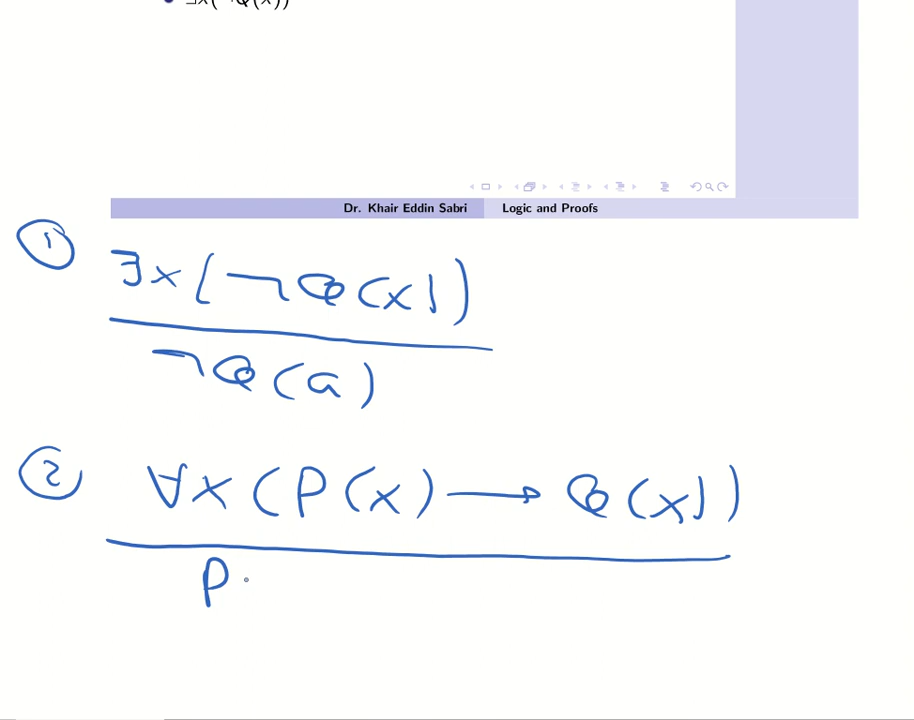 ∃x(¬Q(x))
Dr. Khair Eddin Sabri Logic and Proofs
① ∃x(¬Q(x))
¬Q(a)
② ∀x(P(x) → Q(x))
P